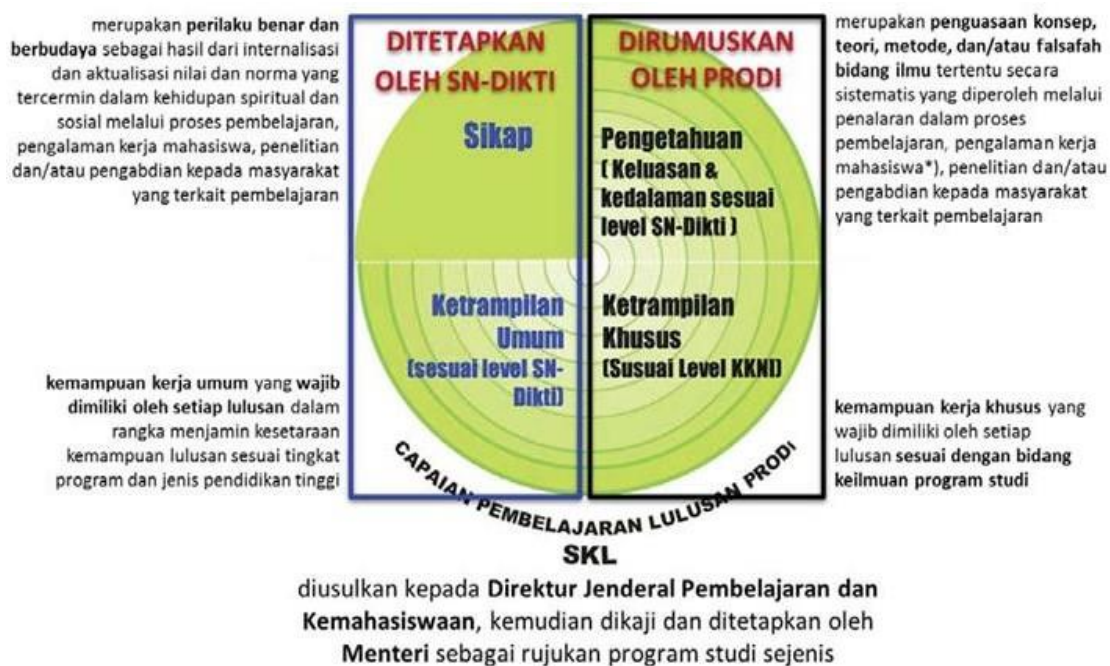 merupakan perilaku benar dan
berbudaya sebagai hasil dari internalisasi
dan aktualisasi nilai dan norma yang
tercermin dalam kehidupan spiritual dan
sosial melalui proses pembelajaran,
pengalaman kerja mahasiswa, penelitian
dan/atau pengabdian kepada masyarakat
yang terkait pembelajaran
DITETAPKAN
OLEH SN-DIKTI
Sikap
DIRUMUSKAN
OLEH PRODI
Pengetahuan
( Keluasan &
kedalaman sesuai
level SN-Dikti )
merupakan penguasaan konsep,
teori, metode, dan/atau falsafah
bidang ilmu tertentu secara
sistematis yang diperoleh melalui
penalaran dalam proses
pembelajaran, pengalaman kerja
mahasiswa*), penelitian dan/atau
pengabdian kepada masyarakat
yang terkait pembelajaran
kemampuan kerja umum yang wajib
dimiliki oleh setiap lulusan dalam
rangka menjamin kesetaraan
kemampuan lulusan sesuai tingkat
program dan jenis pendidikan tinggi
Ketrampilan
Umum
(sesuai level SN-
Dikti)
Ketrampilan
Khusus
(Susuai Level KKNI)
kemampuan kerja khusus yang
wajib dimiliki oleh setiap
lulusan sesuai dengan bidang
keilmuan program studi
CAPAIAN PEMBELAJARAN LULUSAN PRODI
SKL
diusulkan kepada Direktur Jenderal Pembelajaran dan
Kemahasiswaan, kemudian dikaji dan ditetapkan oleh
Menteri sebagai rujukan program studi sejenis